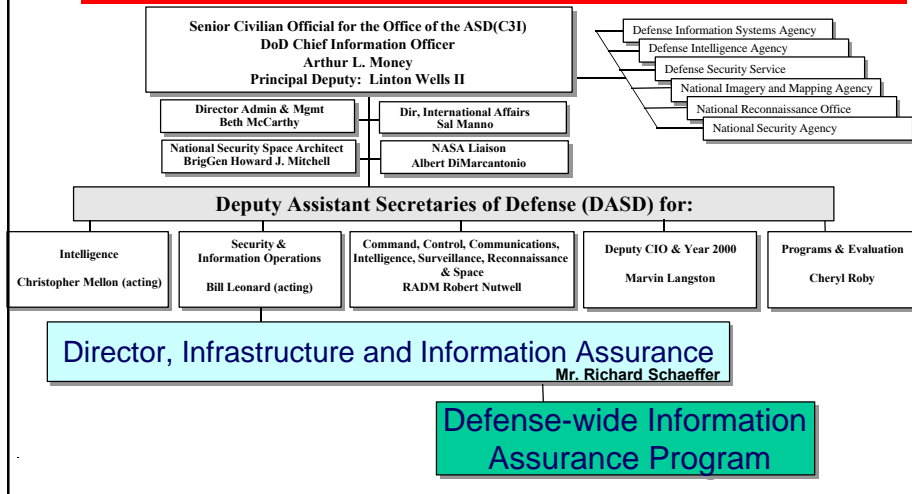 Senior Civilian Official for the Office of the ASD(C3I)
DoD Chief Information Officer
Arthur L. Money
Principal Deputy: Linton Wells II
Defense Information Systems Agency
Defense Intelligence Agency
Defense Security Service
National Imagery and Mapping Agency
National Reconnaissance Office
National Security Agency
Director Admin & Mgmt
Beth McCarthy
Dir, International Affairs
Sal Manno
National Security Space Architect
BrigGen Howard J. Mitchell
NASA Liaison
Albert DiMarcantonio
Deputy Assistant Secretaries of Defense (DASD) for:
Intelligence
Christopher Mellon (acting)
Security &
Information Operations
Bill Leonard (acting)
Command, Control, Communications,
Intelligence, Surveillance, Reconnaissance
& Space
RADM Robert Nutwell
Deputy CIO & Year 2000
Marvin Langston
Programs & Evaluation
Cheryl Roby
Director, Infrastructure and Information Assurance
Mr. Richard Schaeffer
Defense-wide Information
Assurance Program